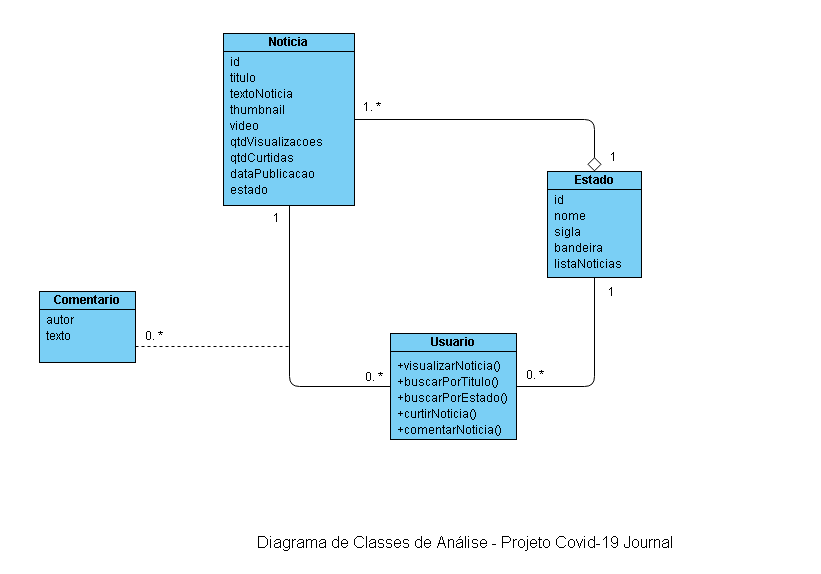 Noticia
id
titulo
textoNoticia
thumbnail
video
qtdVisualizacoes
qtdCurtidas
dataPublicacao
estado
1. *
1
Estado
id
nome
sigla
bandeira
listaNoticias
1
1
Comentario
autor
texto
0. *
Usuario
+visualizarNoticia()
+buscarPorTitulo()
+buscarPorEstado()
+curtirNoticia()
+comentarNoticia()
0. *
0. *
Diagrama de Classes de Análise - Projeto Covid-19 Journal